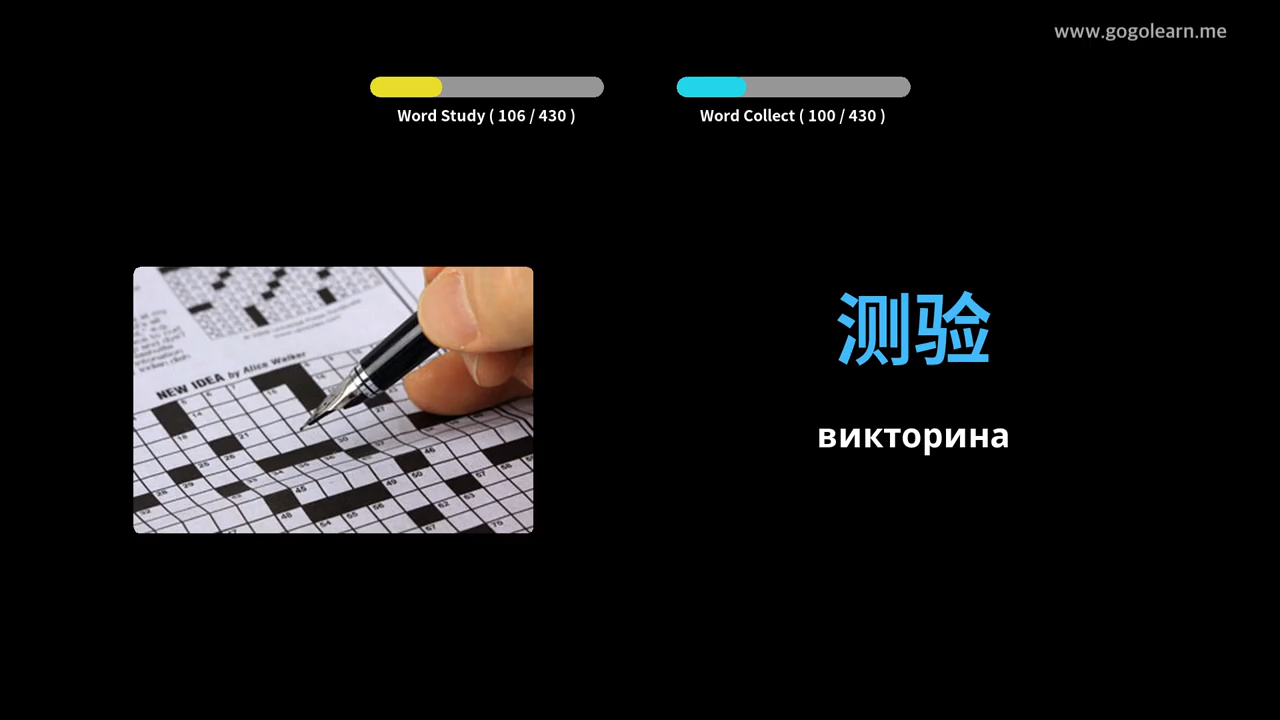 www.gogolearn.me
Word Study ( 106 / 430 )
Word Collect ( 100 / 430 )
NEW IDEA by Alice Walker
测验
викторина